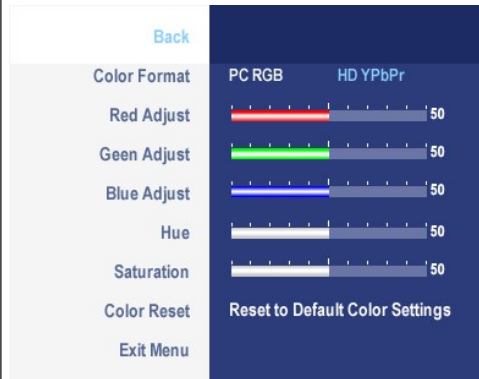 Back
Color Format PC RGB HD YPbPr
Red Adjust 50
Geen Adjust 50
Blue Adjust 50
Hue 50
Saturation 50
Color Reset Reset to Default Color Settings
Exit Menu